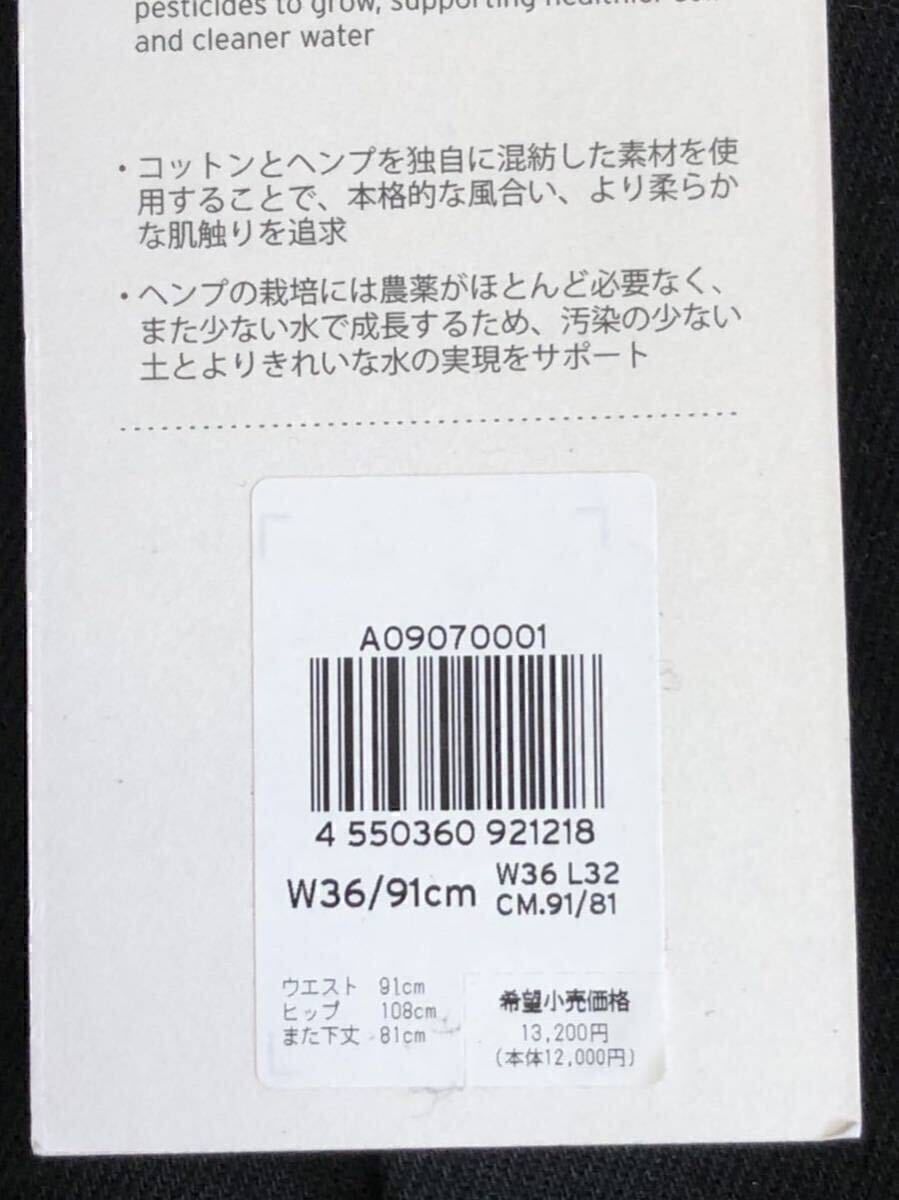 pesticides to grow, supporting healthier
and cleaner water
・コットンとヘンプを独自に混紡した素材を使
用することで、本格的な風合い、より柔らか
な肌触りを追求
・ヘンプの栽培には農薬がほとんど必要なく、
また少ない水で成長するため、汚染の少ない
土とよりきれいな水の実現をサポート
A09070001
4 550360 921218
W36/91cm
W36 L32
CM.91/81
ウエスト 91cm
ヒップ 108cm
また下丈 81cm
希望小売価格
13,200円
(本体12,000円)